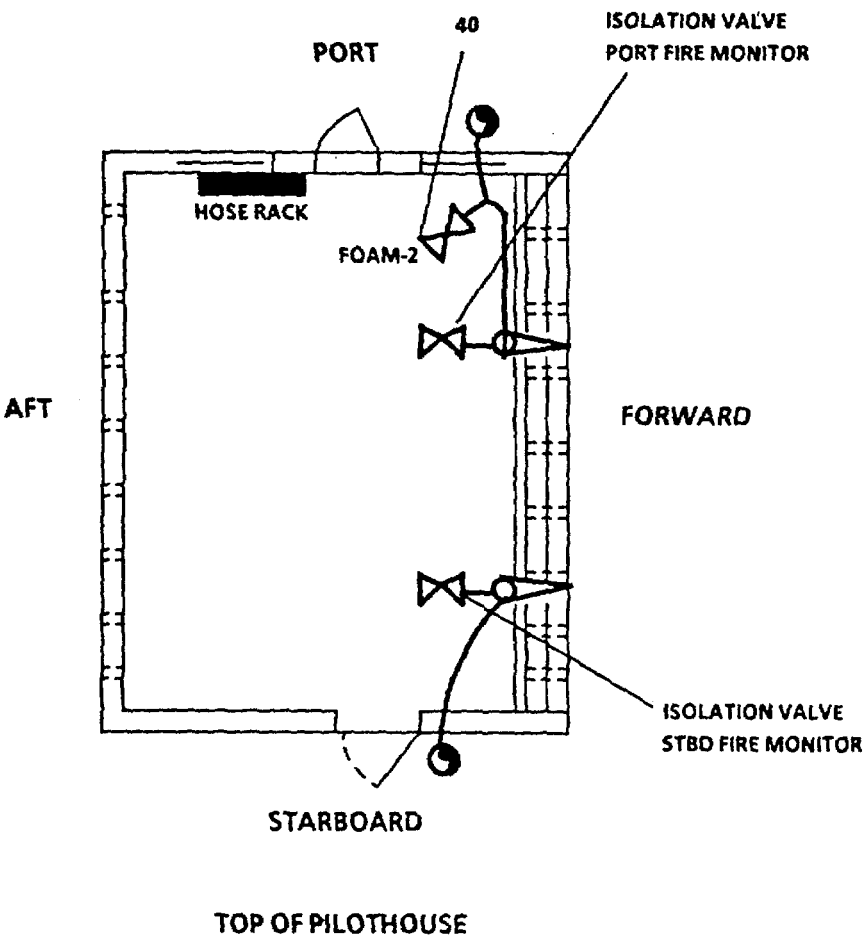 40
ISOLATION VALVE
PORT FIRE MONITOR
PORT
HOSE RACK
FOAM-2
AFT
FORWARD
ISOLATION VALVE
STBD FIRE MONITOR
STARBOARD
TOP OF PILOTHOUSE